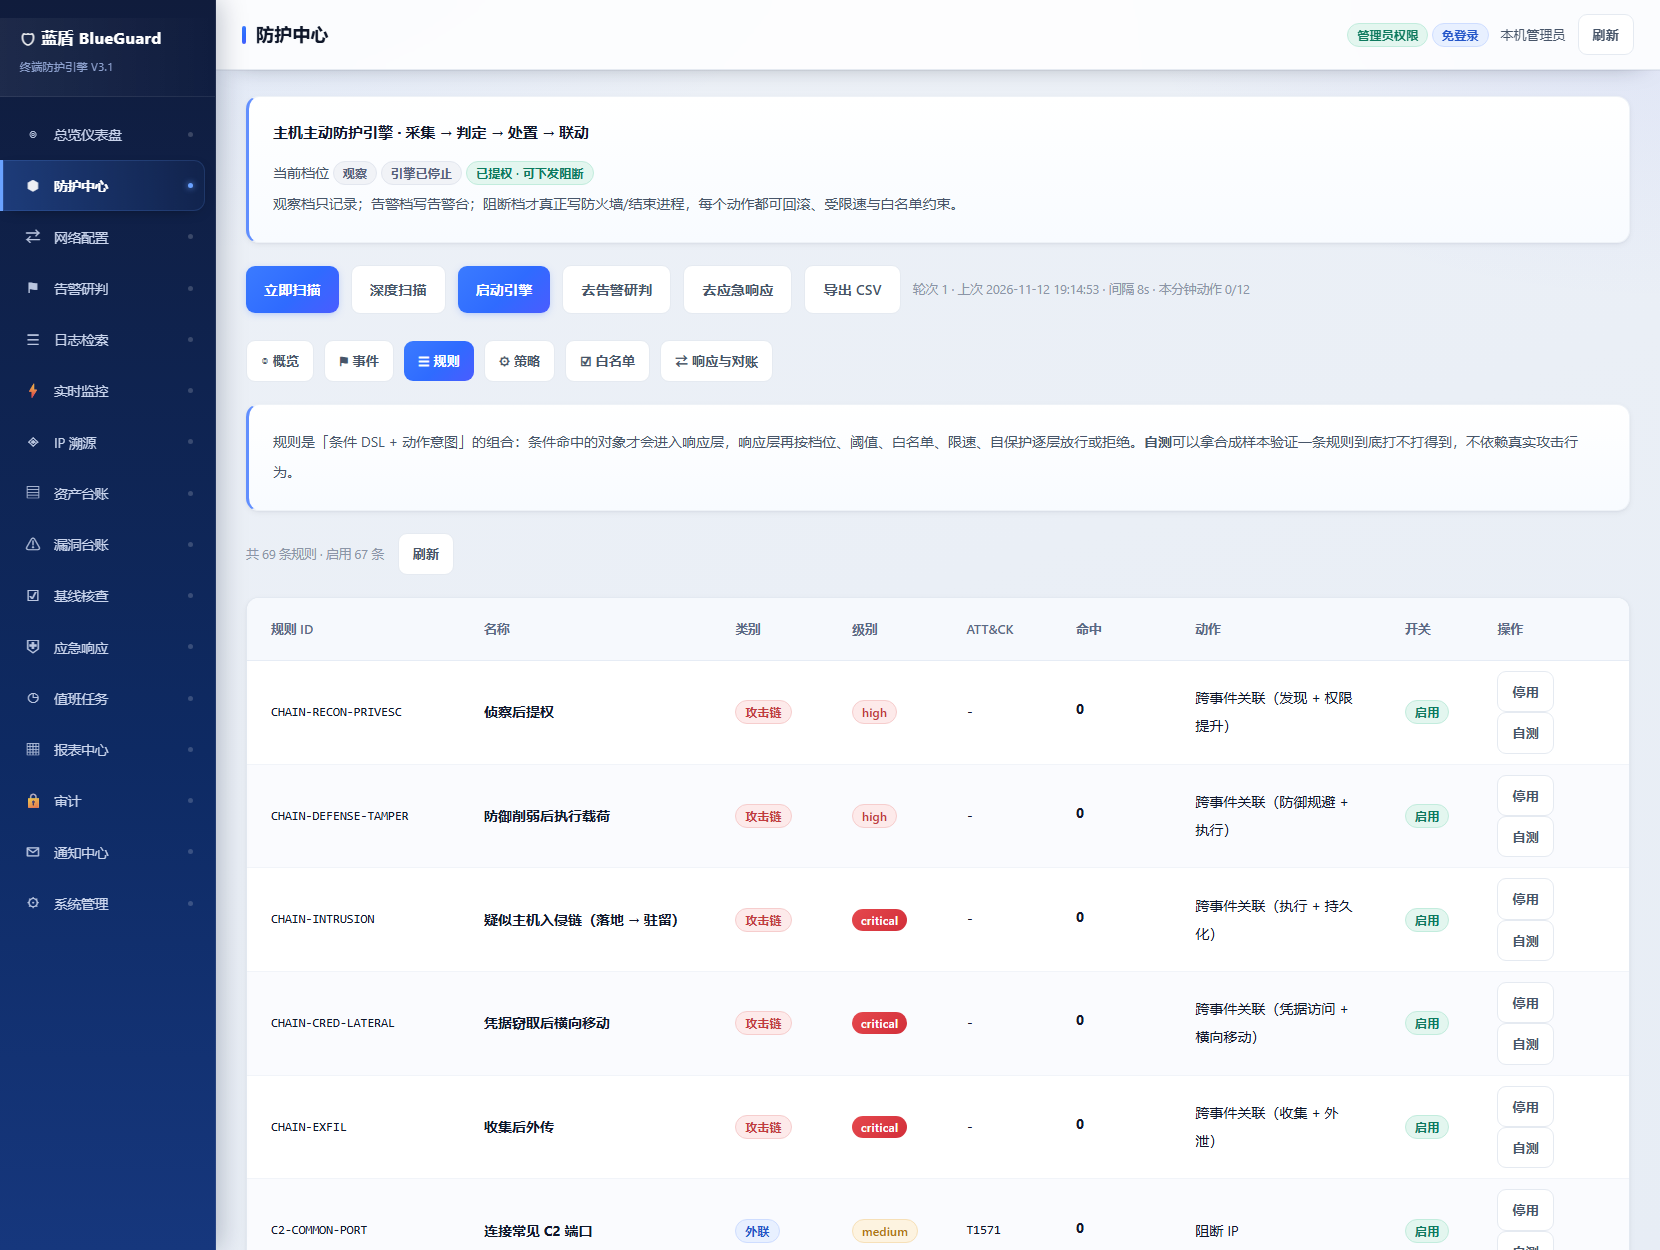 蓝盾 BlueGuard
终端防护引擎 V3.1
总览仪表盘
防护中心
网络配置
告警研判
日志检索
实时监控
IP 溯源
资产台账
漏洞台账
基线核查
应急响应
值班任务
报表中心
审计
通知中心
系统管理
防护中心
管理员权限 免登录 本机管理员 刷新
主机主动防护引擎 · 采集 → 判定 → 处置 → 联动
当前档位 观察 引擎已停止 已提权 · 可下发阻断
观察档只记录；告警档写告警台；阻断档才真正写防火墙/结束进程，每个动作都可回滚、受限速与白名单约束。
立即扫描 深度扫描 启动引擎 去告警研判 去应急响应 导出 CSV 轮次 1 · 上次 2026-11-12 19:14:53 · 间隔 8s · 本分钟动作 0/12
概览 事件 规则 策略 白名单 响应与对账
规则是「条件 DSL + 动作意图」的组合：条件命中的对象才会进入响应层，响应层再按档位、阈值、白名单、限速、自保护逐层放行或拒绝。自测可以拿合成样本验证一条规则到底打不打得到，不依赖真实攻击行
为。
共 69 条规则 · 启用 67 条 刷新
规则 ID 名称 类别 级别 ATT&CK 命中 动作 开关 操作
CHAIN-RECON-PRIVESC 侦察后提权 攻击链 high - 0 跨事件关联（发现 + 权限
提升） 启用 停用
自测
CHAIN-DEFENSE-TAMPER 防御削弱后执行载荷 攻击链 high - 0 跨事件关联（防御规避 +
执行） 启用 停用
自测
CHAIN-INTRUSION 疑似主机入侵链（落地 → 驻留） 攻击链 critical - 0 跨事件关联（执行 + 持久
化） 启用 停用
自测
CHAIN-CRED-LATERAL 凭据窃取后横向移动 攻击链 critical - 0 跨事件关联（凭据访问 +
横向移动） 启用 停用
自测
CHAIN-EXFIL 收集后外传 攻击链 critical - 0 跨事件关联（收集 + 外
泄） 启用 停用
自测
C2-COMMON-PORT 连接常见 C2 端口 外联 medium T1571 0 阻断 IP 启用 停用